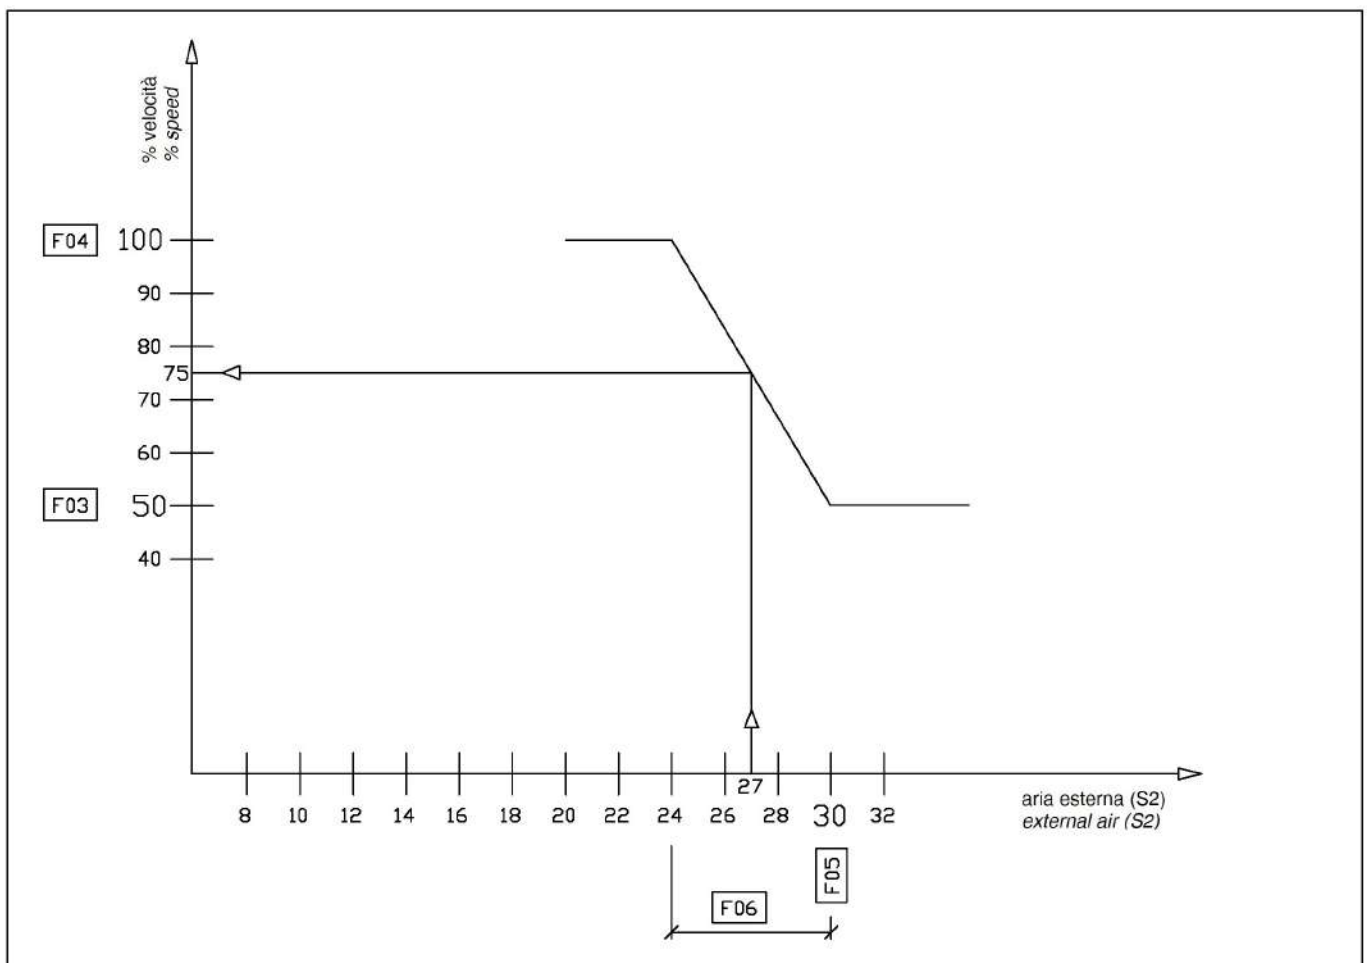 % velocità
% speed
F04 100
90
80
75
70
60
F03 50
40
27
8 10 12 14 16 18 20 22 24 26 28 30 32
aria esterna (S2)
external air (S2)
F05
F06